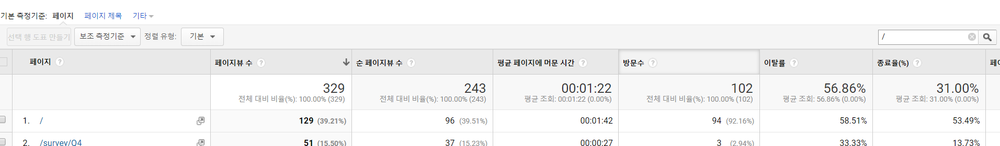 기본 측정기준: 페이지 페이지 제목 기타
선택 행 도표 만들기 보조 측정기준 정렬 유형: 기본 /
페이지 ? 페이지뷰 수 ? 순 페이지뷰 수 ? 평균 페이지에 머문 시간 ? 방문수 ? 이탈률 ? 종료율(%) ?
329 243 00:01:22 102 56.86% 31.00%
전체 대비 비율(%): 100.00% (329) 전체 대비 비율(%): 100.00% (243) 평균 조회: 00:01:22 (0.00%) 전체 대비 비율(%): 100.00% (102) 평균 조회: 56.86% (0.00%) 평균 조회: 31.00% (0.00%)
1. / 129 (39.21%) 96 (39.51%) 00:01:42 94 (92.16%) 58.51% 53.49%
2. /survey/04 51 (15.50%) 37 (15.23%) 00:00:27 3 (2.94%) 33.33% 13.73%